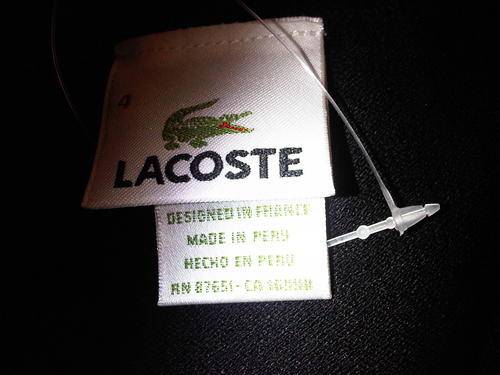 4
LACOSTE
DESIGNED IN FRANCE
MADE IN PERU
HECHO EN PERU
RN 87651 - CA